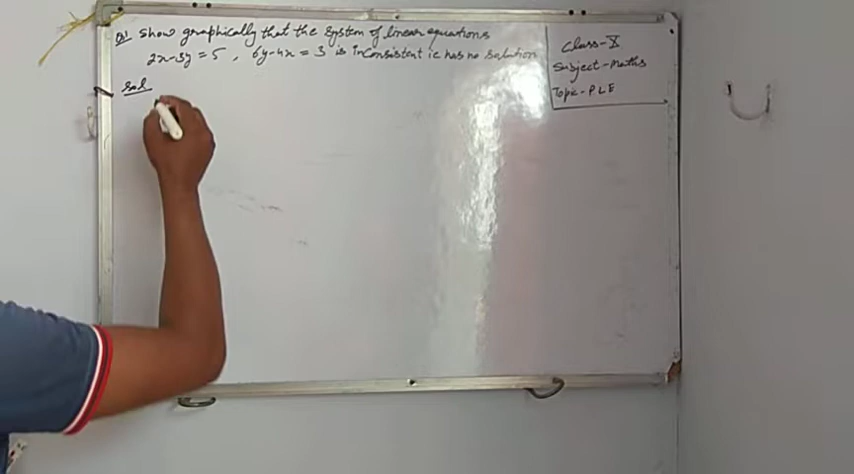 Q1 Show graphically that the System of linear equations
2x-3y = 5 , 6y-4x = 3 is inconsistent ie has no solution
Sol
Class-X
Subject-Maths
Topic-PLE